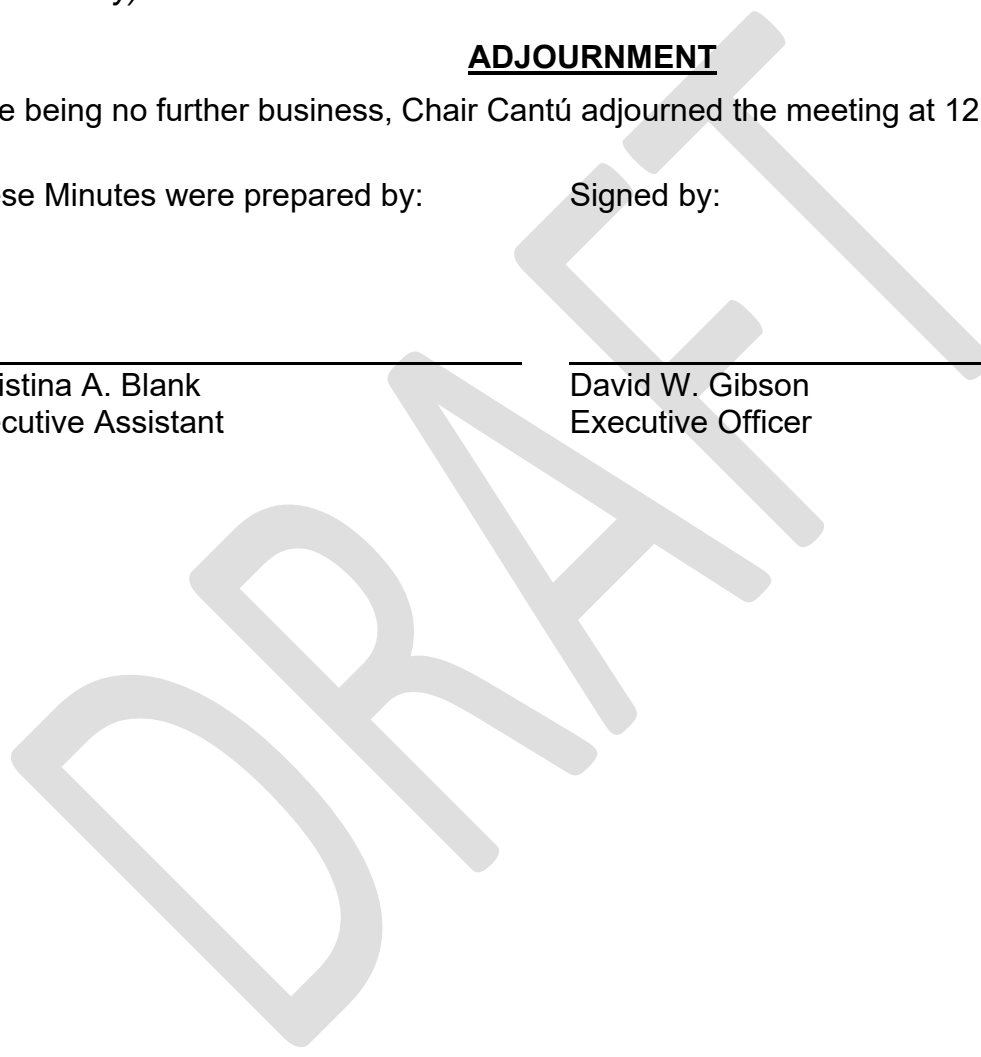 y)
ADJOURNMENT
e being no further business, Chair Cantú adjourned the meeting at 12
ese Minutes were prepared by: Signed by:
istina A. Blank David W. Gibson
cutive Assistant Executive Officer
DRAFT